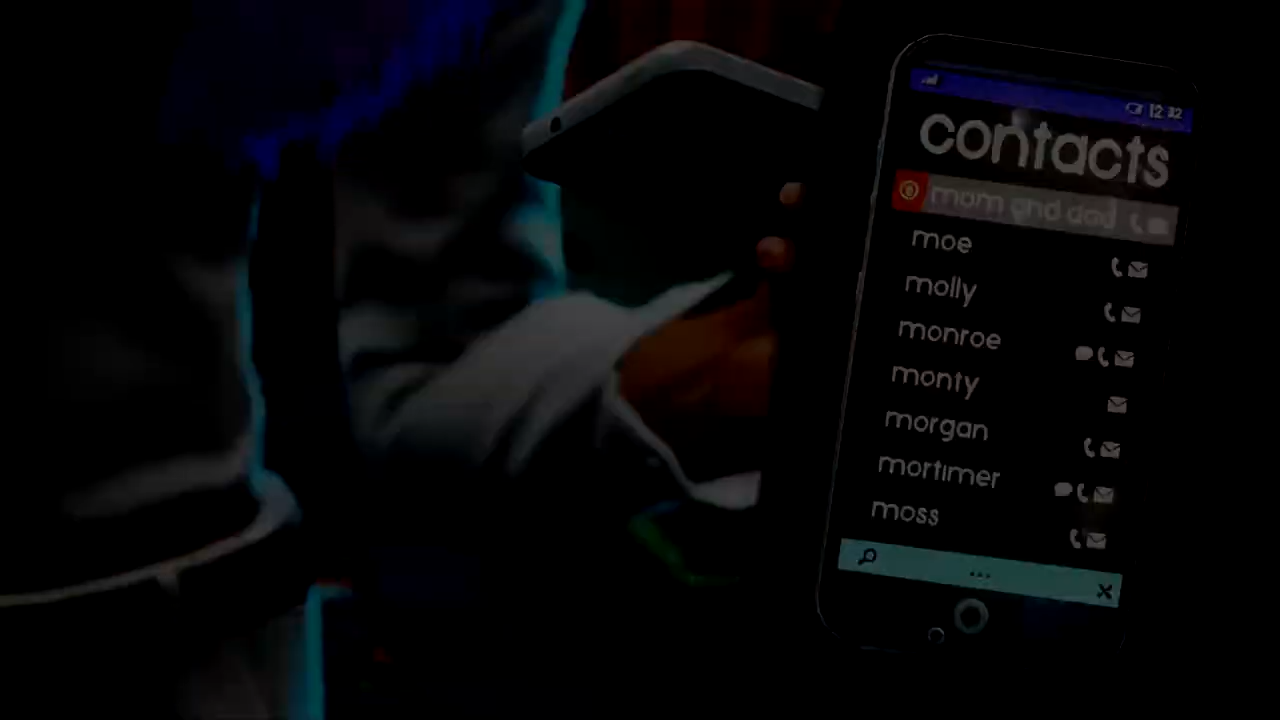 12:32
contacts
mom and dad
moe
molly
monroe
monty
morgan
mortimer
moss